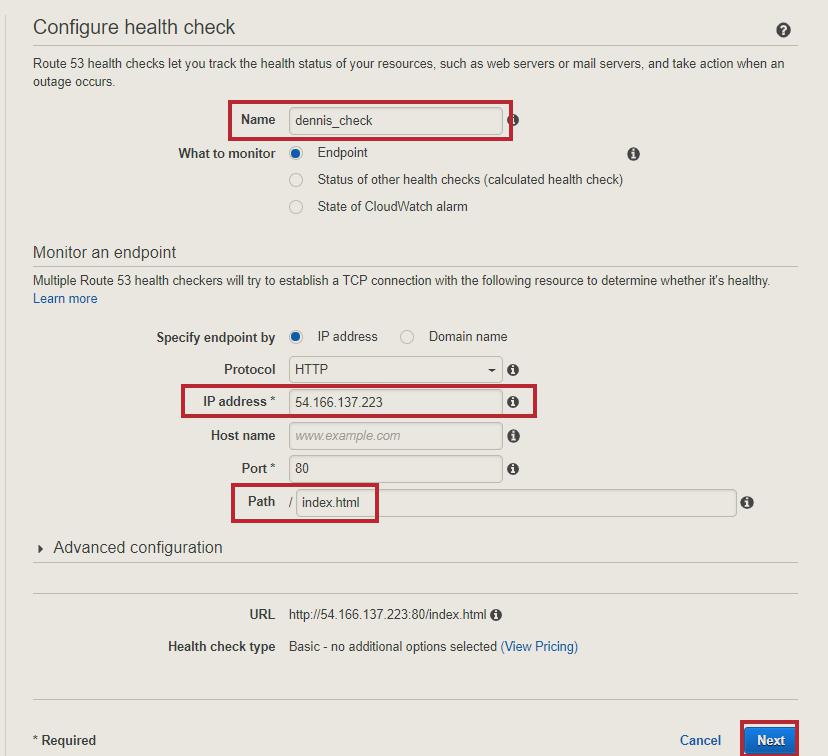 Configure health check
Route 53 health checks let you track the health status of your resources, such as web servers or mail servers, and take action when an
outage occurs.
Name dennis_check
What to monitor Endpoint
Status of other health checks (calculated health check)
State of CloudWatch alarm
Monitor an endpoint
Multiple Route 53 health checkers will try to establish a TCP connection with the following resource to determine whether it's healthy.
Learn more
Specify endpoint by IP address Domain name
Protocol HTTP
IP address * 54.166.137.223
Host name www.example.com
Port * 80
Path / index.html
Advanced configuration
URL http://54.166.137.223:80/index.html
Health check type Basic - no additional options selected (View Pricing)
* Required Cancel Next